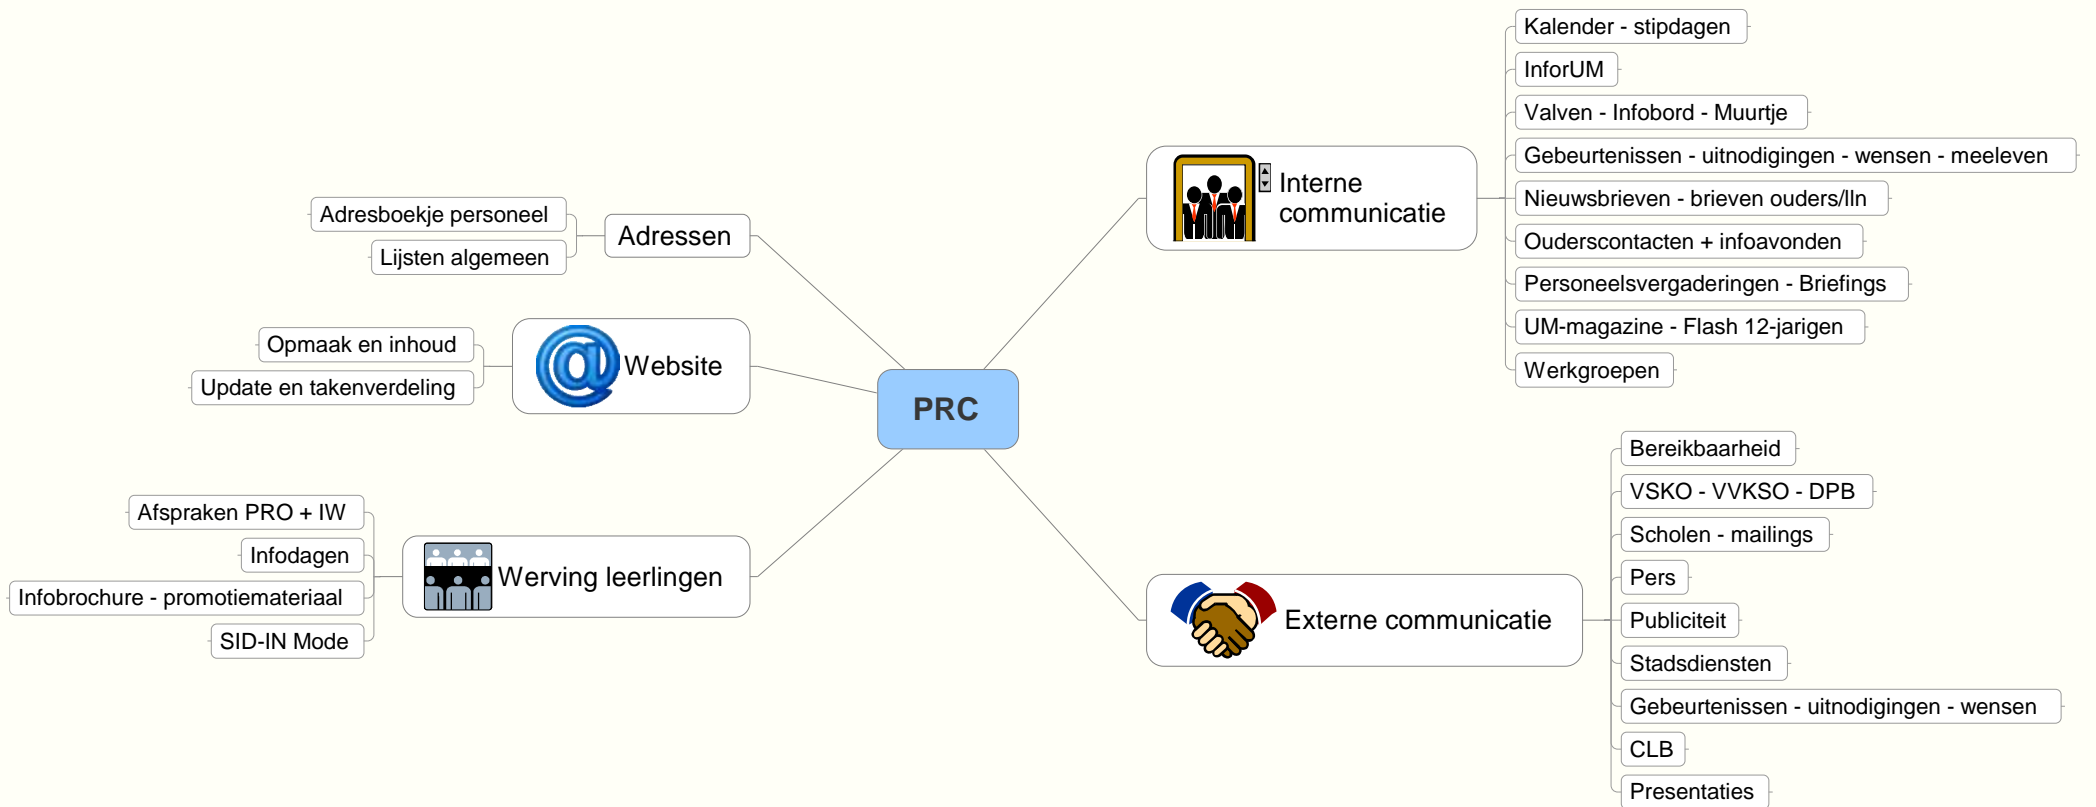 PRC
Interne
communicatie
Kalender - stipdagen
InforUM
Valven - Infobord - Muurtje
Gebeurtenissen - uitnodigingen - wensen - meeleven
Nieuwsbrieven - brieven ouders/lln
Ouderscontacten + infoavonden
Personeelsvergaderingen - Briefings
UM-magazine - Flash 12-jarigen
Werkgroepen
Externe communicatie
Bereikbaarheid
VSKO - VVKSO - DPB
Scholen - mailings
Pers
Publiciteit
Stadsdiensten
Gebeurtenissen - uitnodigingen - wensen
CLB
Presentaties
Adressen
Adresboekje personeel
Lijsten algemeen
@
Website
Opmaak en inhoud
Update en takenverdeling
Werving leerlingen
Afspraken PRO + IW
Infodagen
Infobrochure - promotiemateriaal
SID-IN Mode